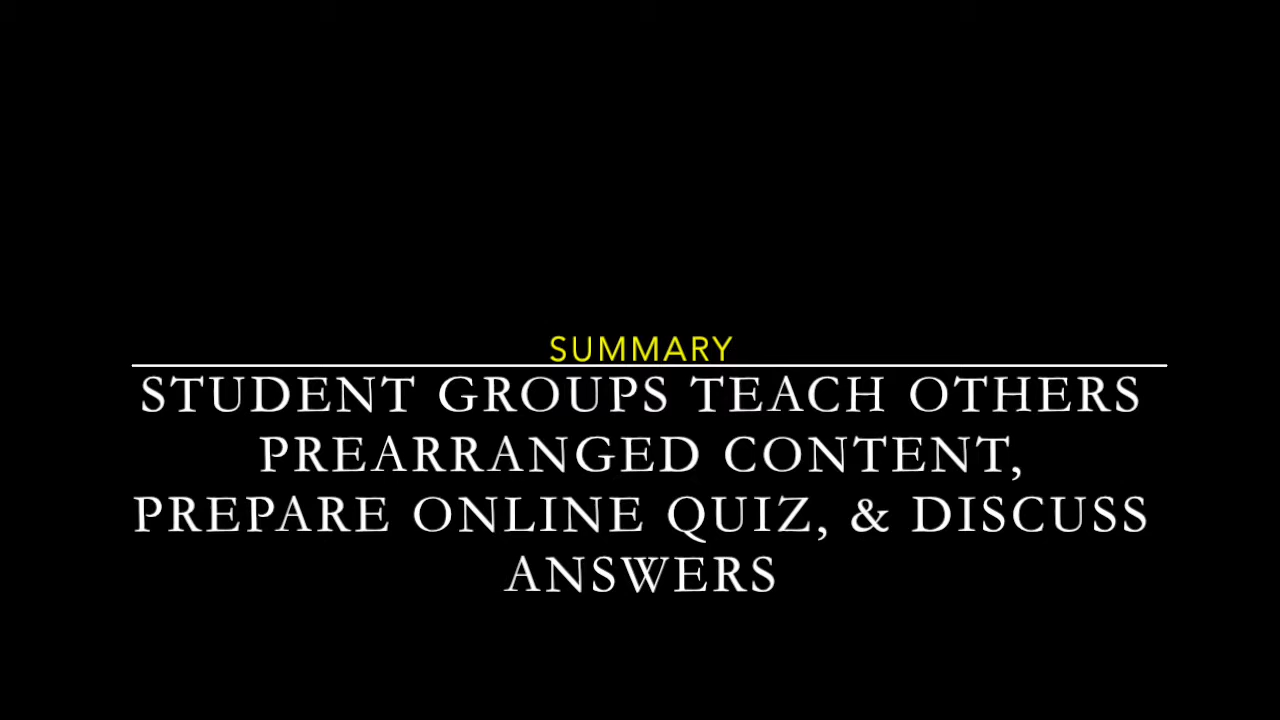 SUMMARY
STUDENT GROUPS TEACH OTHERS
PREARRANGED CONTENT,
PREPARE ONLINE QUIZ, & DISCUSS
ANSWERS